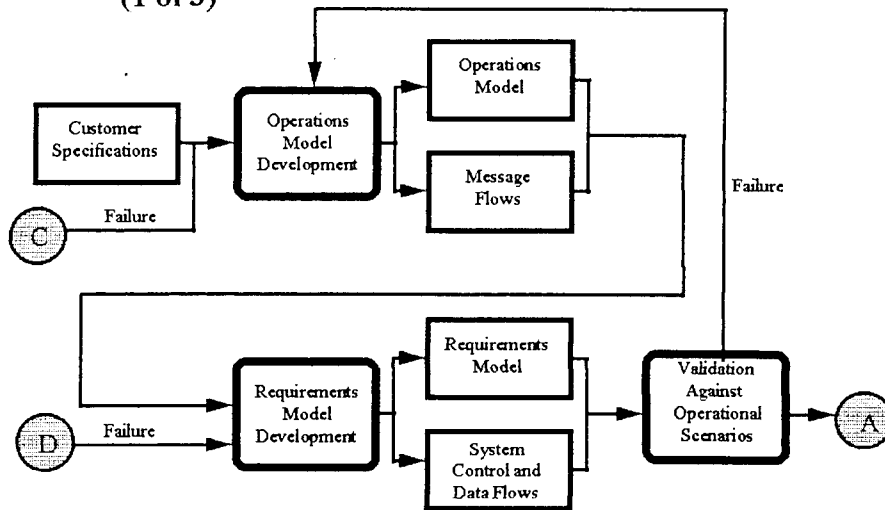 (1 of 3)
Operations
Model
Customer
Specifications
Operations
Model
Development
Message
Flows
Failure
Failure
C
Requirements
Model
Validation
Against
Operational
Scenarios
Requirements
Model
Development
Failure
D
A
System
Control and
Data Flows